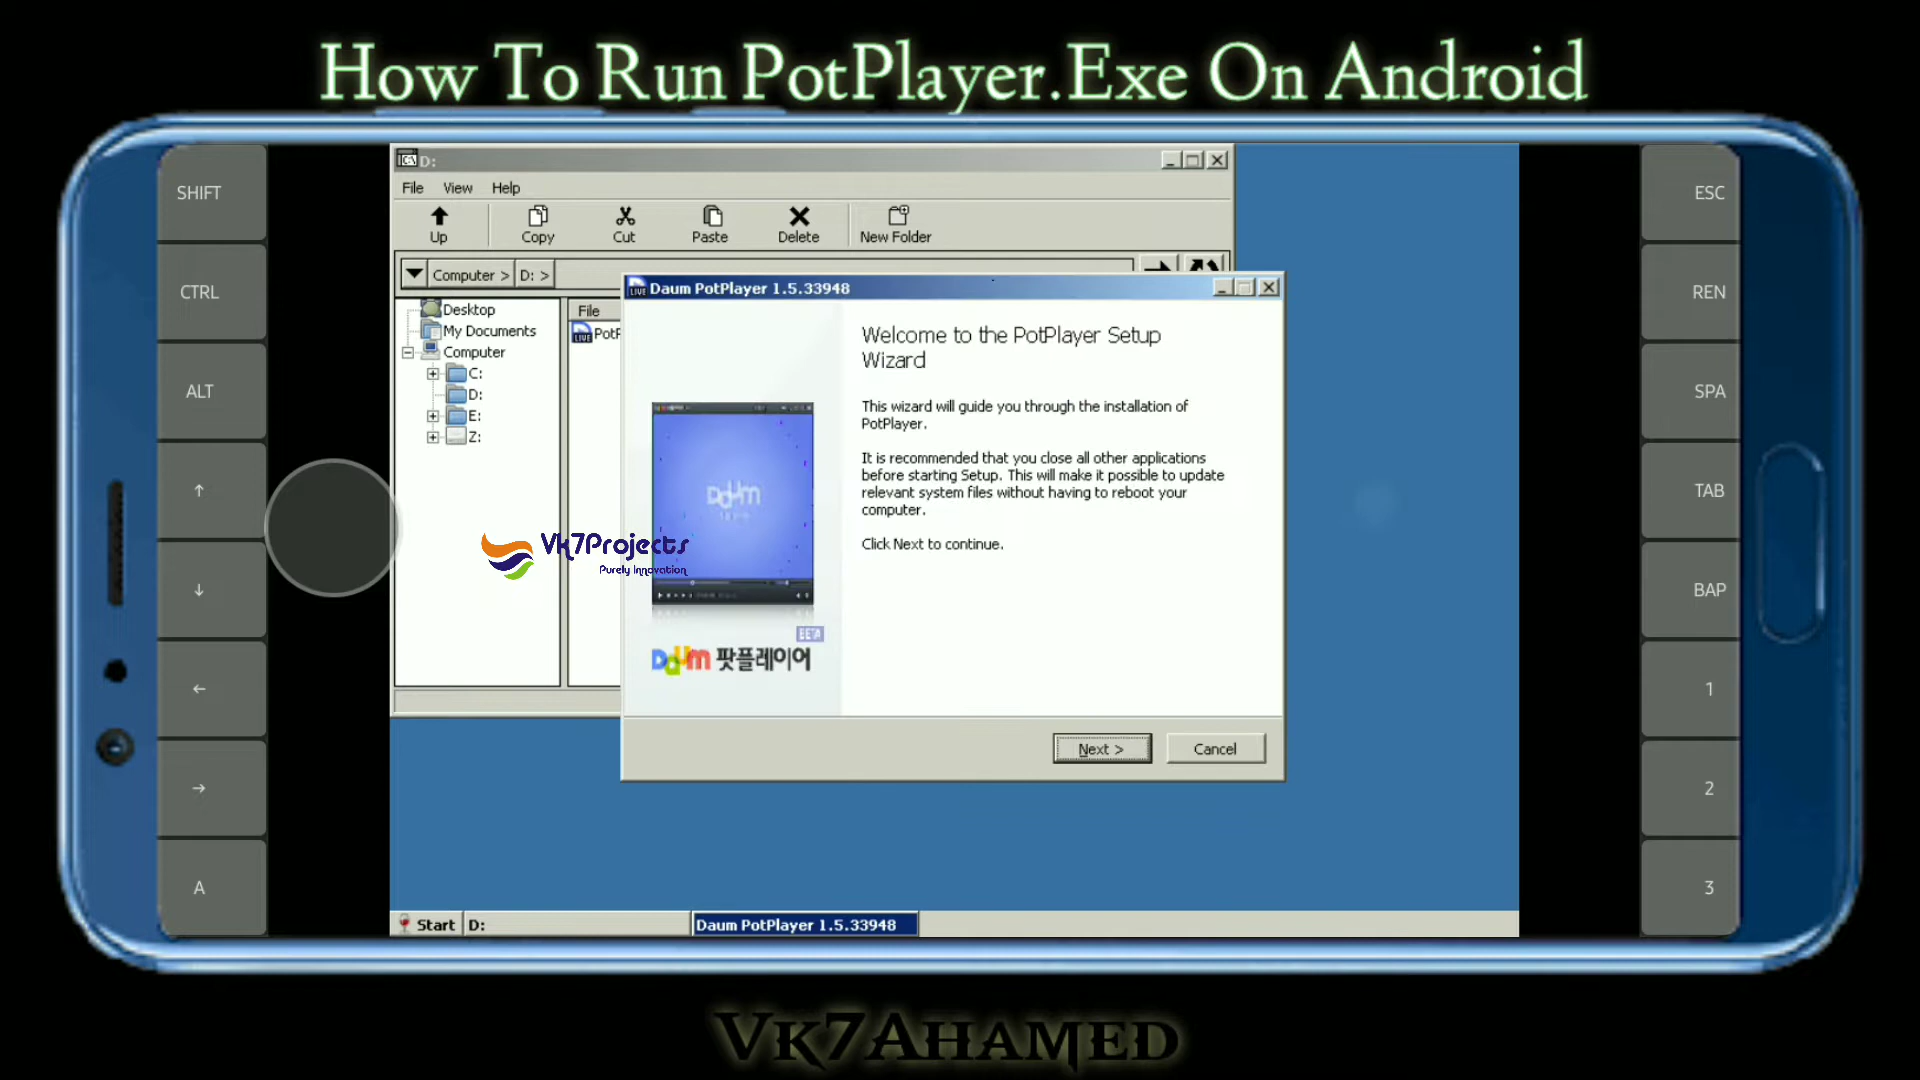 How To Run PotPlayer.Exe On Android
SHIFT
CTRL
ALT
↑
↓
←
→
A
D:
File View Help
Up Copy Cut Paste Delete New Folder
Computer > D: >
Desktop
My Documents
Computer
C:
D:
E:
Z:
File
PotP
LIVE
Daum PotPlayer 1.5.33948
Welcome to the PotPlayer Setup
Wizard
This wizard will guide you through the installation of
PotPlayer.
It is recommended that you close all other applications
before starting Setup. This will make it possible to update
relevant system files without having to reboot your
computer.
Click Next to continue.
Daum
Vk7Projects
Purely Innovation
BETA
Daum 팟플레이어
Next >
Cancel
Start D: Daum PotPlayer 1.5.33948
ESC
REN
SPA
TAB
BAP
1
2
3
Vk7Ahamed